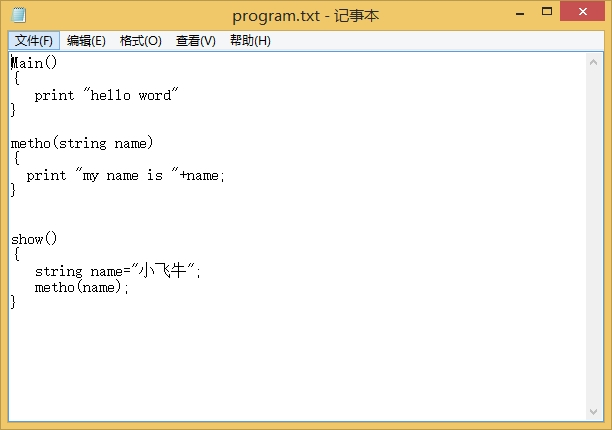 program.txt - 记事本
文件(F) 编辑(E) 格式(O) 查看(V) 帮助(H)
Main()
{
   print "hello word"
}

metho(string name)
{
  print "my name is "+name;
}


show()
{
   string name="小飞牛";
   metho(name);
}